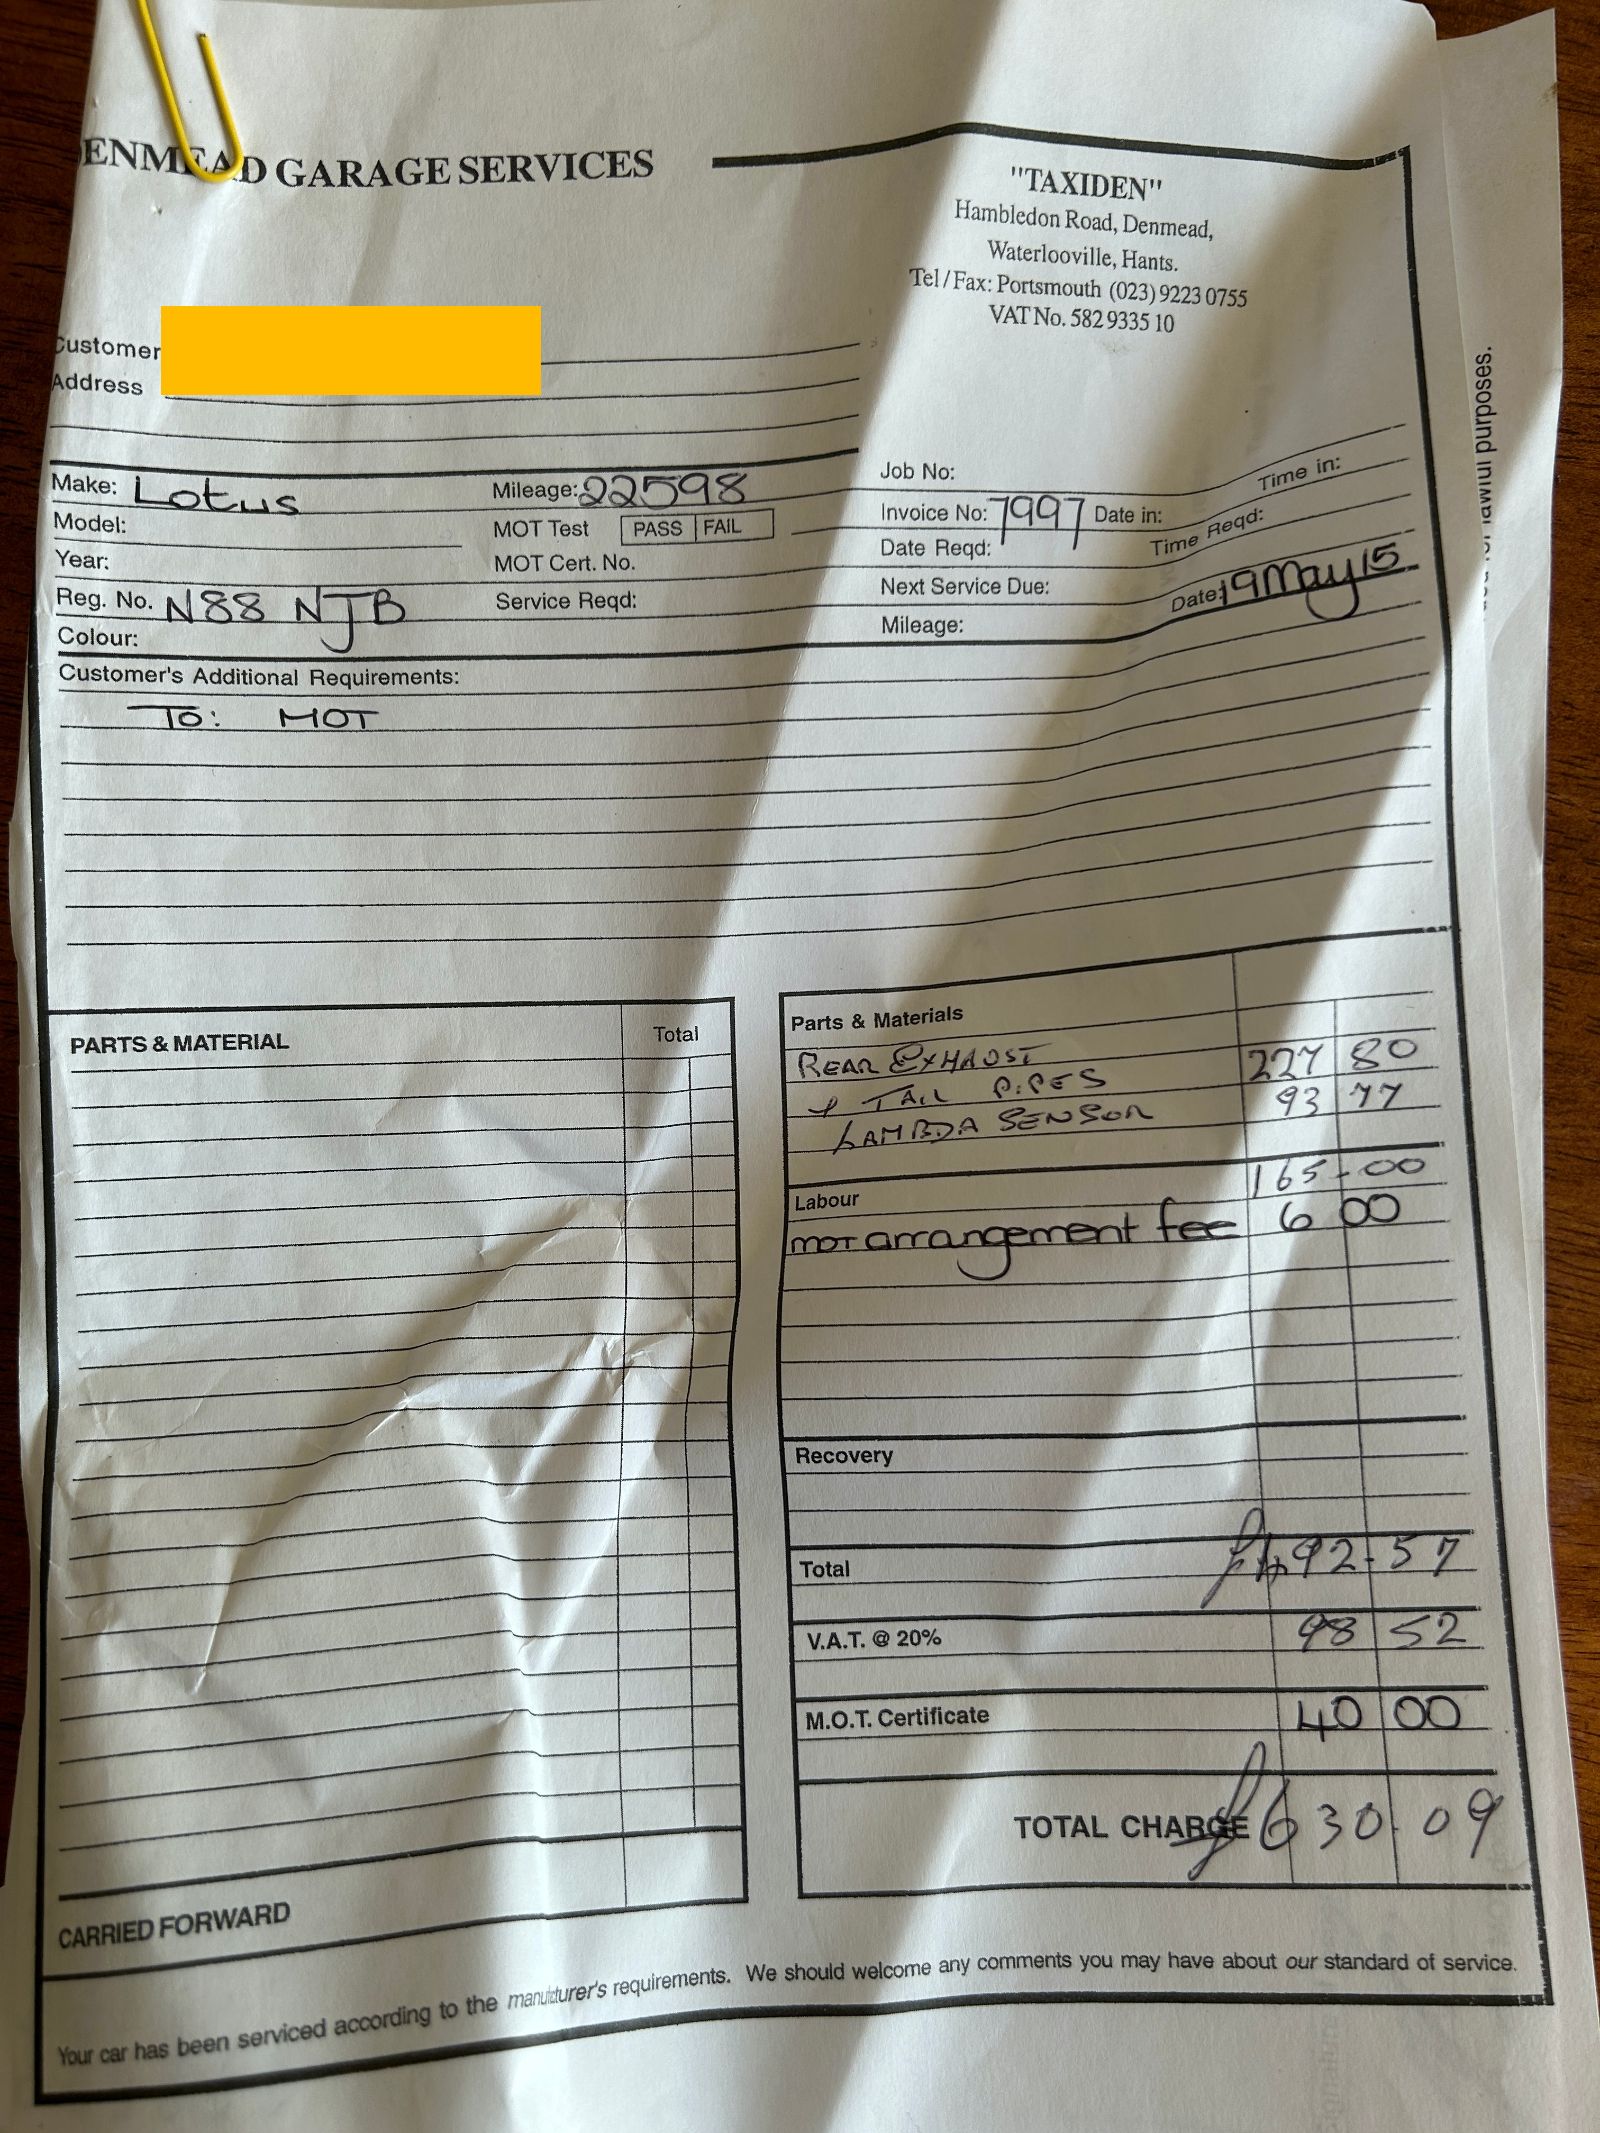 ENMEAD GARAGE SERVICES
"TAXIDEN"
Hambledon Road, Denmead,
Waterlooville, Hants.
Tel/Fax: Portsmouth (023) 9223 0755
VAT No. 582 9335 10
Customer
Address
Make: Lotus
Mileage: 22598
Job No:
Time in:
Model:
MOT Test PASS FAIL
Invoice No: 7997 Date in:
Year:
MOT Cert. No.
Date Reqd:
Time Reqd:
Reg. No. N88 NJB
Service Reqd:
Next Service Due:
Date: 19 May 15
Colour:
Mileage:
Customer's Additional Requirements:
To: MOT
PARTS & MATERIAL Total
CARRIED FORWARD
Parts & Materials
REAR EXHAUST 227 80
+ TAIL PIPES
LAMBDA SENSOR 93 77
Labour 165-00
MOT arrangement fee 6 00
Recovery
Total £492-57
V.A.T. @ 20% 98 52
M.O.T. Certificate 40 00
TOTAL CHARGE £630.09
Your car has been serviced according to the manufacturer's requirements. We should welcome any comments you may have about our standard of service.
lawful purposes.